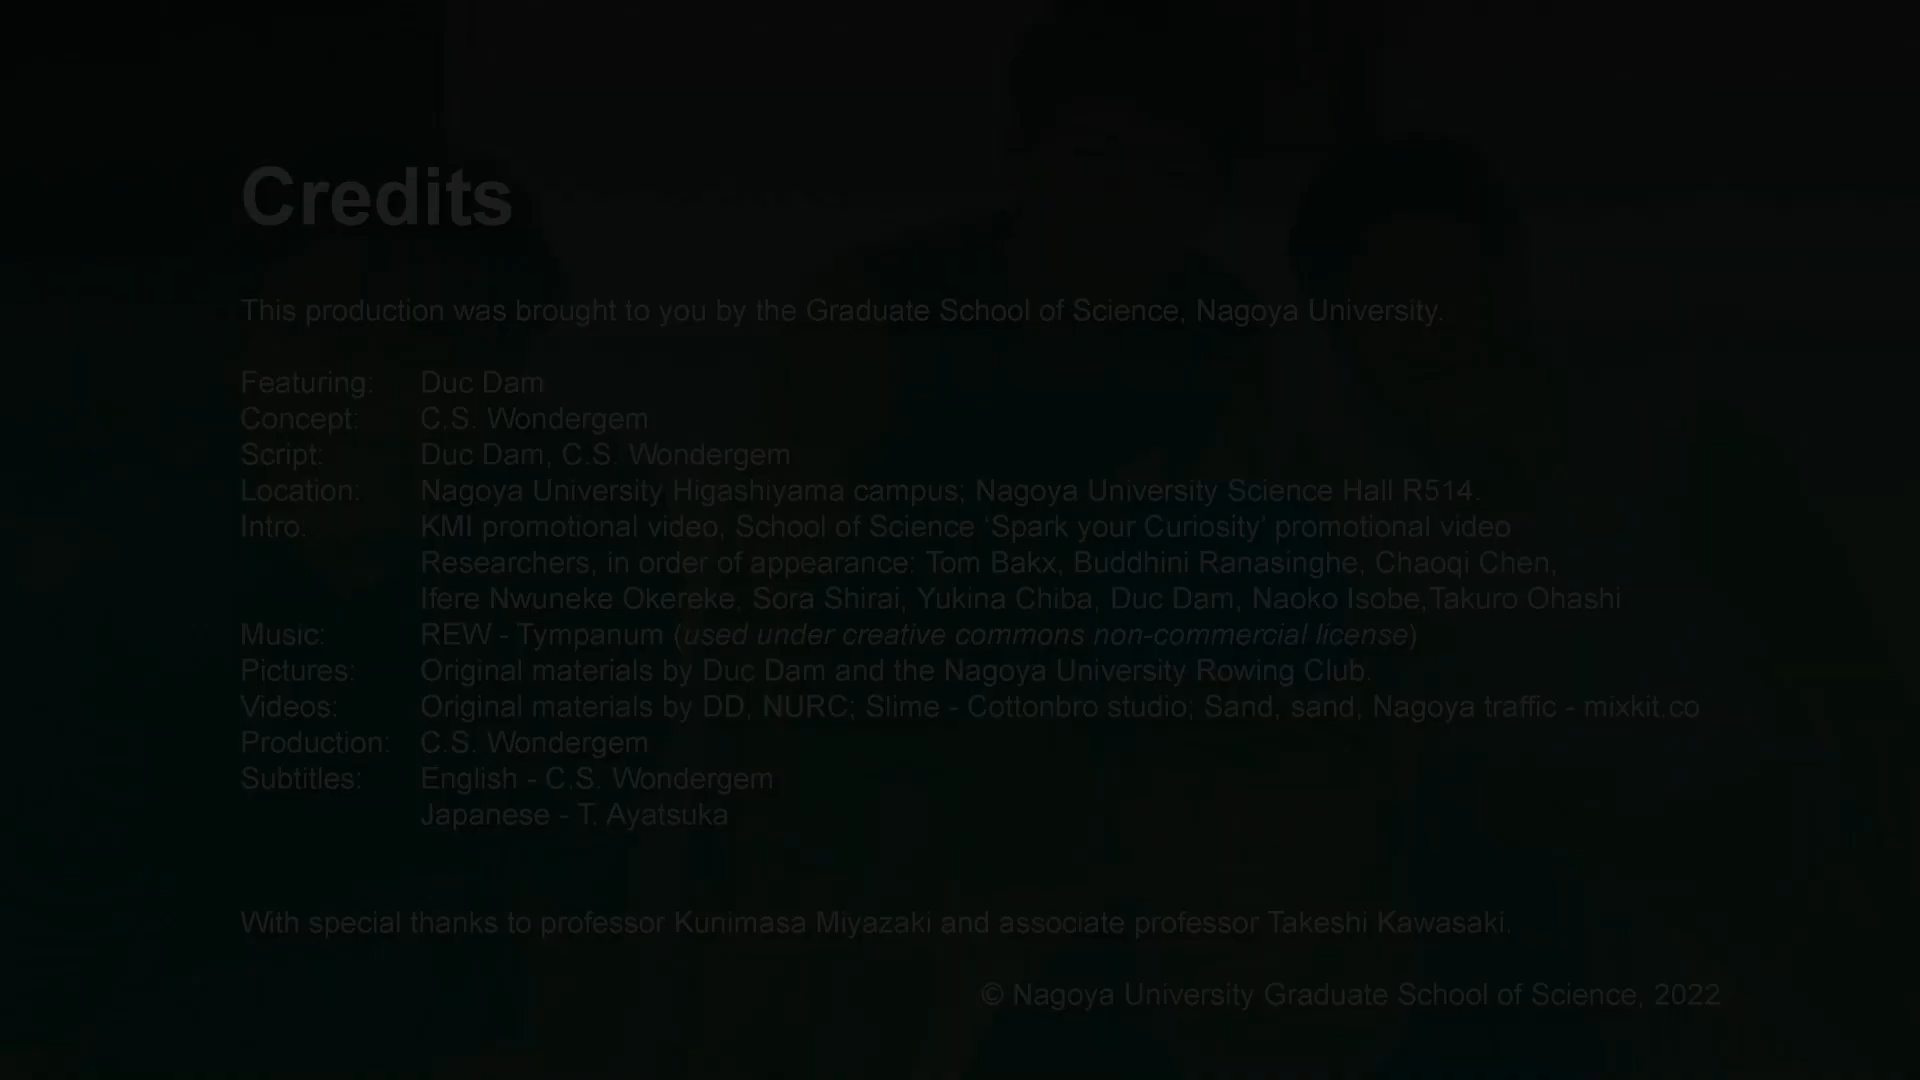 Credits
This production was brought to you by the Graduate School of Science, Nagoya University.
Featuring: Duc Dam
Concept: C.S. Wondergem
Script: Duc Dam, C.S. Wondergem
Location: Nagoya University Higashiyama campus; Nagoya University Science Hall R514.
Intro: KMI promotional video, School of Science ‘Spark your Curiosity’ promotional video
Researchers, in order of appearance: Tom Bakx, Buddhini Ranasinghe, Chaoqi Chen,
Ifere Nwuneke Okereke, Sora Shirai, Yukina Chiba, Duc Dam, Naoko Isobe,Takuro Ohashi
Music: REW - Tympanum (used under creative commons non-commercial license)
Pictures: Original materials by Duc Dam and the Nagoya University Rowing Club.
Videos: Original materials by DD, NURC; Slime - Cottonbro studio; Sand, sand, Nagoya traffic - mixkit.co
Production: C.S. Wondergem
Subtitles: English - C.S. Wondergem
Japanese - T. Ayatsuka
With special thanks to professor Kunimasa Miyazaki and associate professor Takeshi Kawasaki.
© Nagoya University Graduate School of Science, 2022